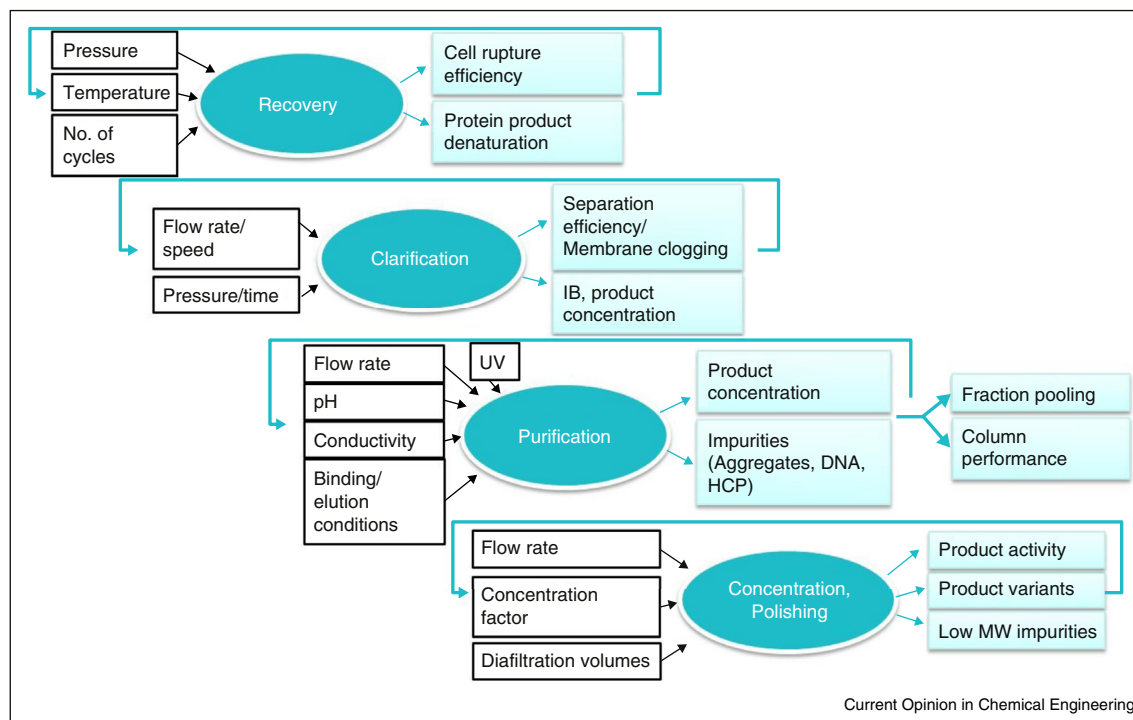 Pressure
Temperature
No. of
cycles
Recovery
Cell rupture
efficiency
Protein product
denaturation
Flow rate/
speed
Pressure/time
Clarification
Separation
efficiency/
Membrane clogging
IB, product
concentration
Flow rate
UV
pH
Conductivity
Binding/
elution
conditions
Purification
Product
concentration
Impurities
(Aggregates, DNA,
HCP)
Fraction pooling
Column
performance
Flow rate
Concentration
factor
Diafiltration volumes
Concentration,
Polishing
Product activity
Product variants
Low MW impurities
Current Opinion in Chemical Engineering